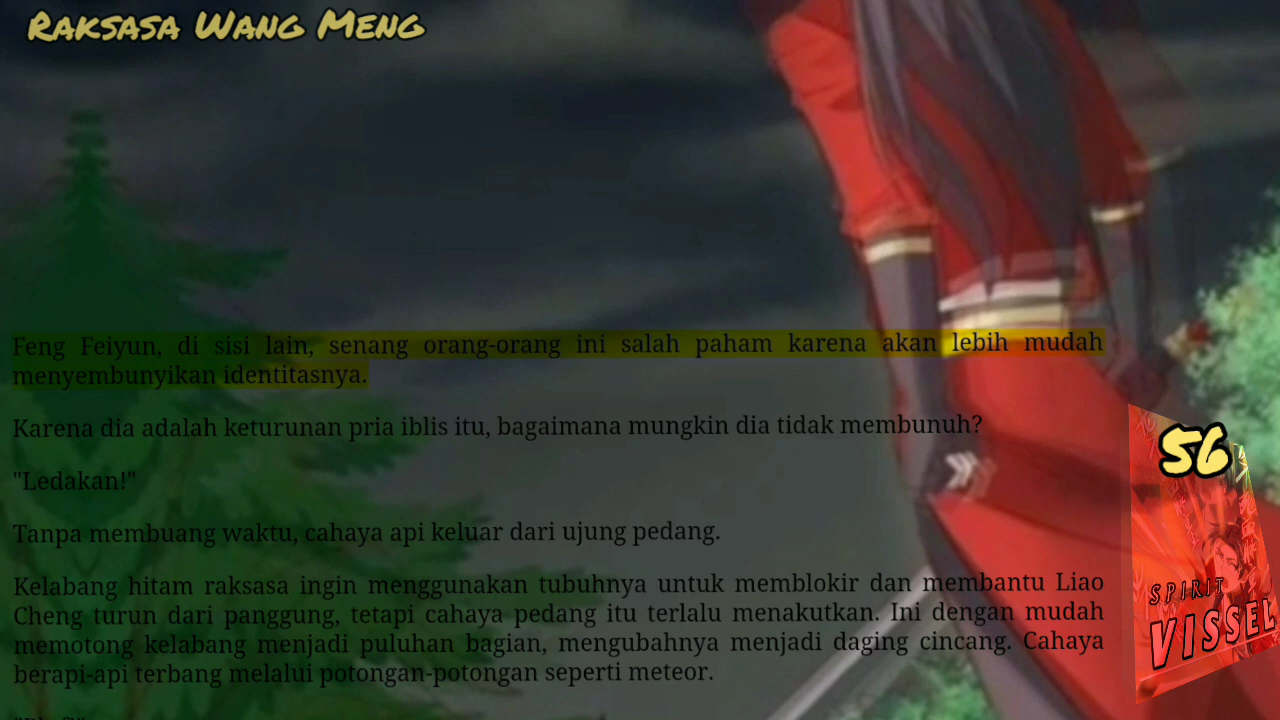 Raksasa Wang Meng
Feng Feiyun, di sisi lain, senang orang-orang ini salah paham karena akan lebih mudah
menyembunyikan identitasnya.
Karena dia adalah keturunan pria iblis itu, bagaimana mungkin dia tidak membunuh?
"Ledakan!"
Tanpa membuang waktu, cahaya api keluar dari ujung pedang.
Kelabang hitam raksasa ingin menggunakan tubuhnya untuk memblokir dan membantu Liao
Cheng turun dari panggung, tetapi cahaya pedang itu terlalu menakutkan. Ini dengan mudah
memotong kelabang menjadi puluhan bagian, mengubahnya menjadi daging cincang. Cahaya
berapi-api terbang melalui potongan-potongan seperti meteor.
56
SPIRIT
VISSEL